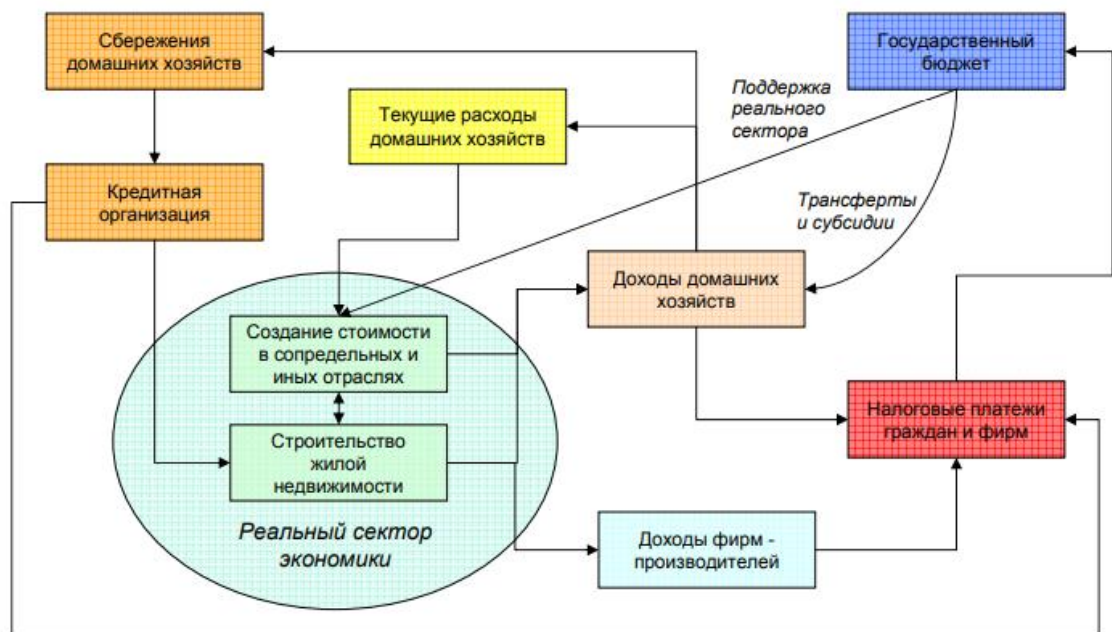 Сбережения
домашних хозяйств
Государственный
бюджет
Поддержка
реального
сектора
Текущие расходы
домашних хозяйств
Кредитная
организация
Трансферты
и субсидии
Доходы домашних
хозяйств
Создание стоимости
в сопредельных и
иных отраслях
Налоговые платежи
граждан и фирм
Строительство
жилой
недвижимости
Реальный сектор
экономики
Доходы фирм -
производителей